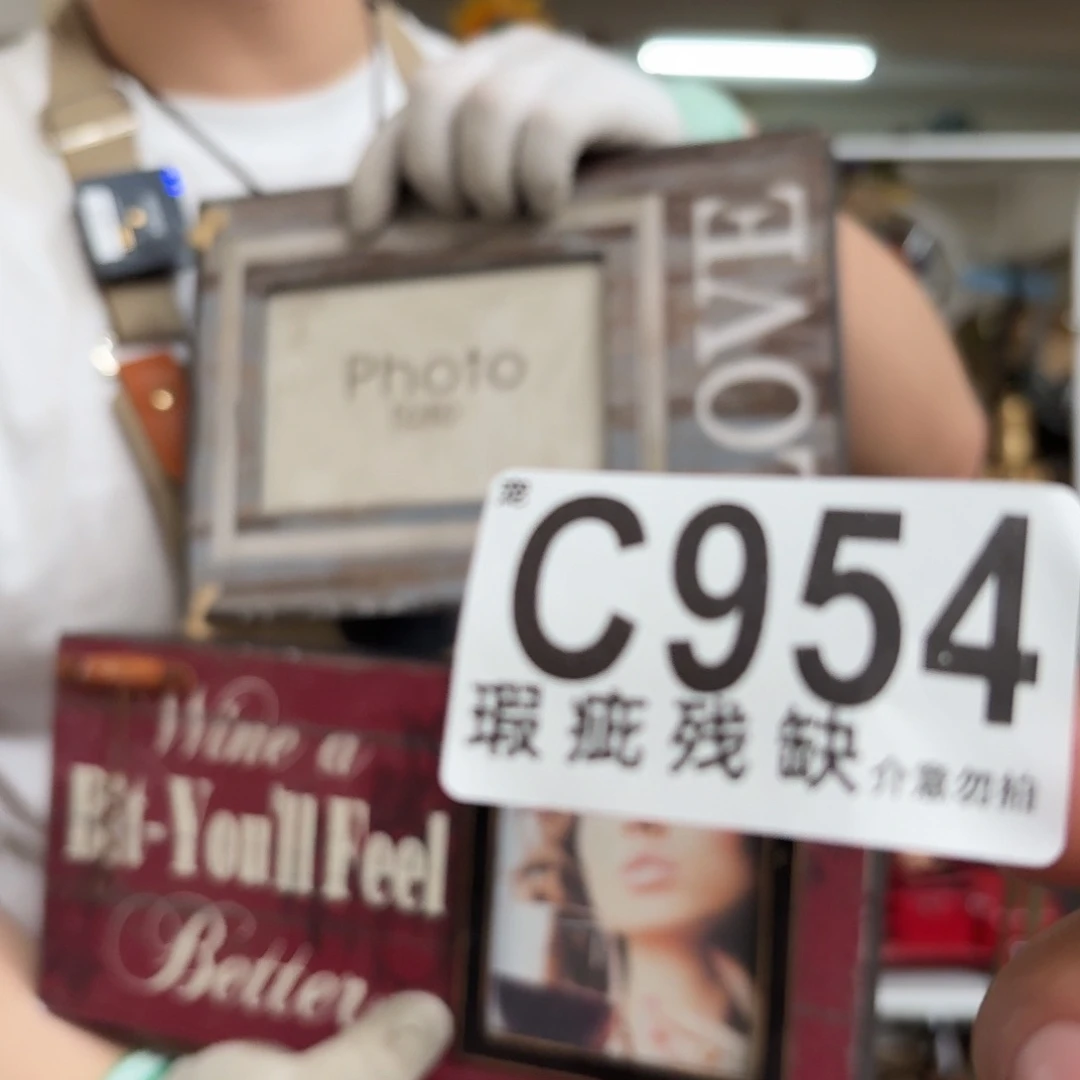 LOVE
Photo
C954
瑕疵残缺 介意勿拍
Wine a
Bit-You'll Feel
Better